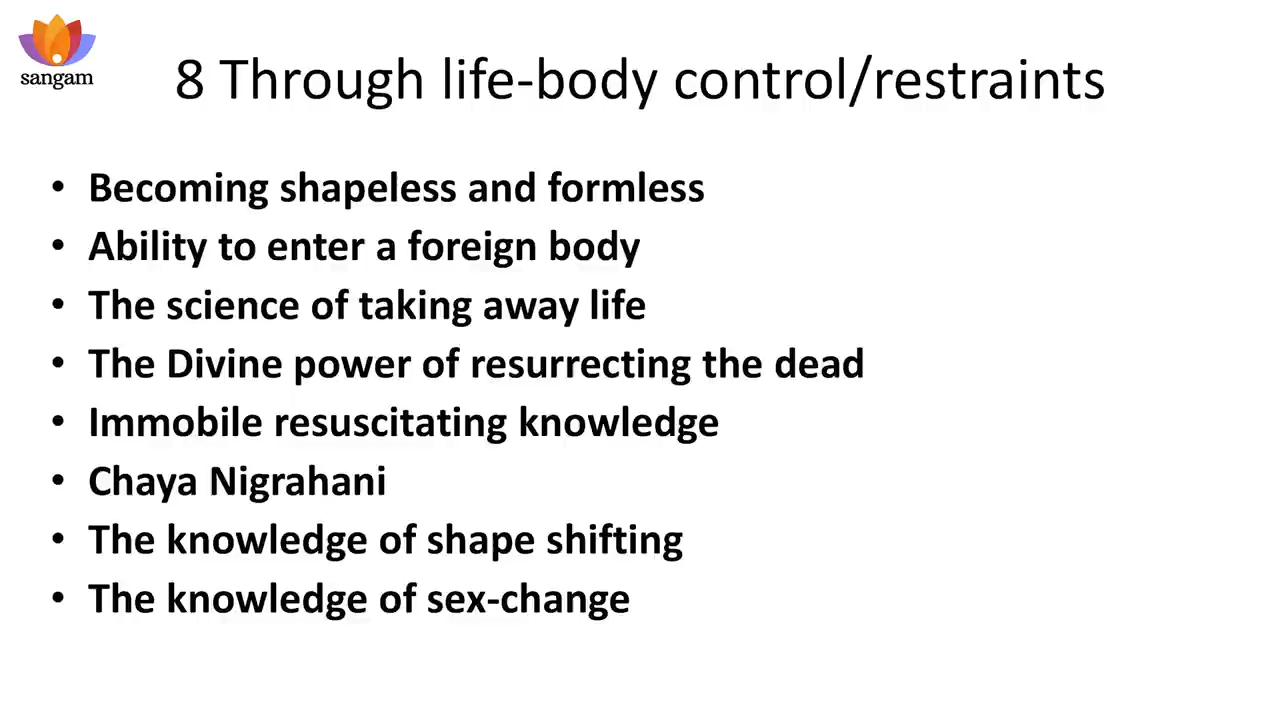 sangam
8 Through life-body control/restraints
• Becoming shapeless and formless
• Ability to enter a foreign body
• The science of taking away life
• The Divine power of resurrecting the dead
• Immobile resuscitating knowledge
• Chaya Nigrahani
• The knowledge of shape shifting
• The knowledge of sex-change